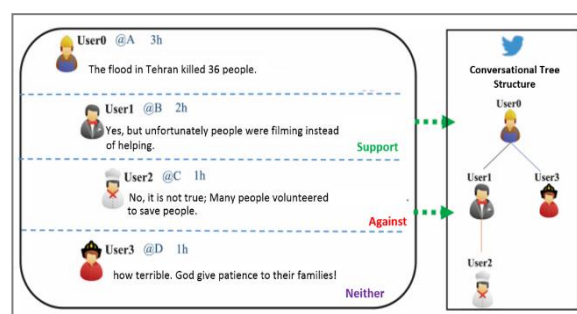 User0 @A 3h
The flood in Tehran killed 36 people.
User1 @B 2h
Yes, but unfortunately people were filming instead
of helping.
Support
User2 @C 1h
No, it is not true; Many people volunteered
to save people.
Against
User3 @D 1h
how terrible. God give patience to their families!
Neither
Conversational Tree
Structure
User0
User1
User3
User2